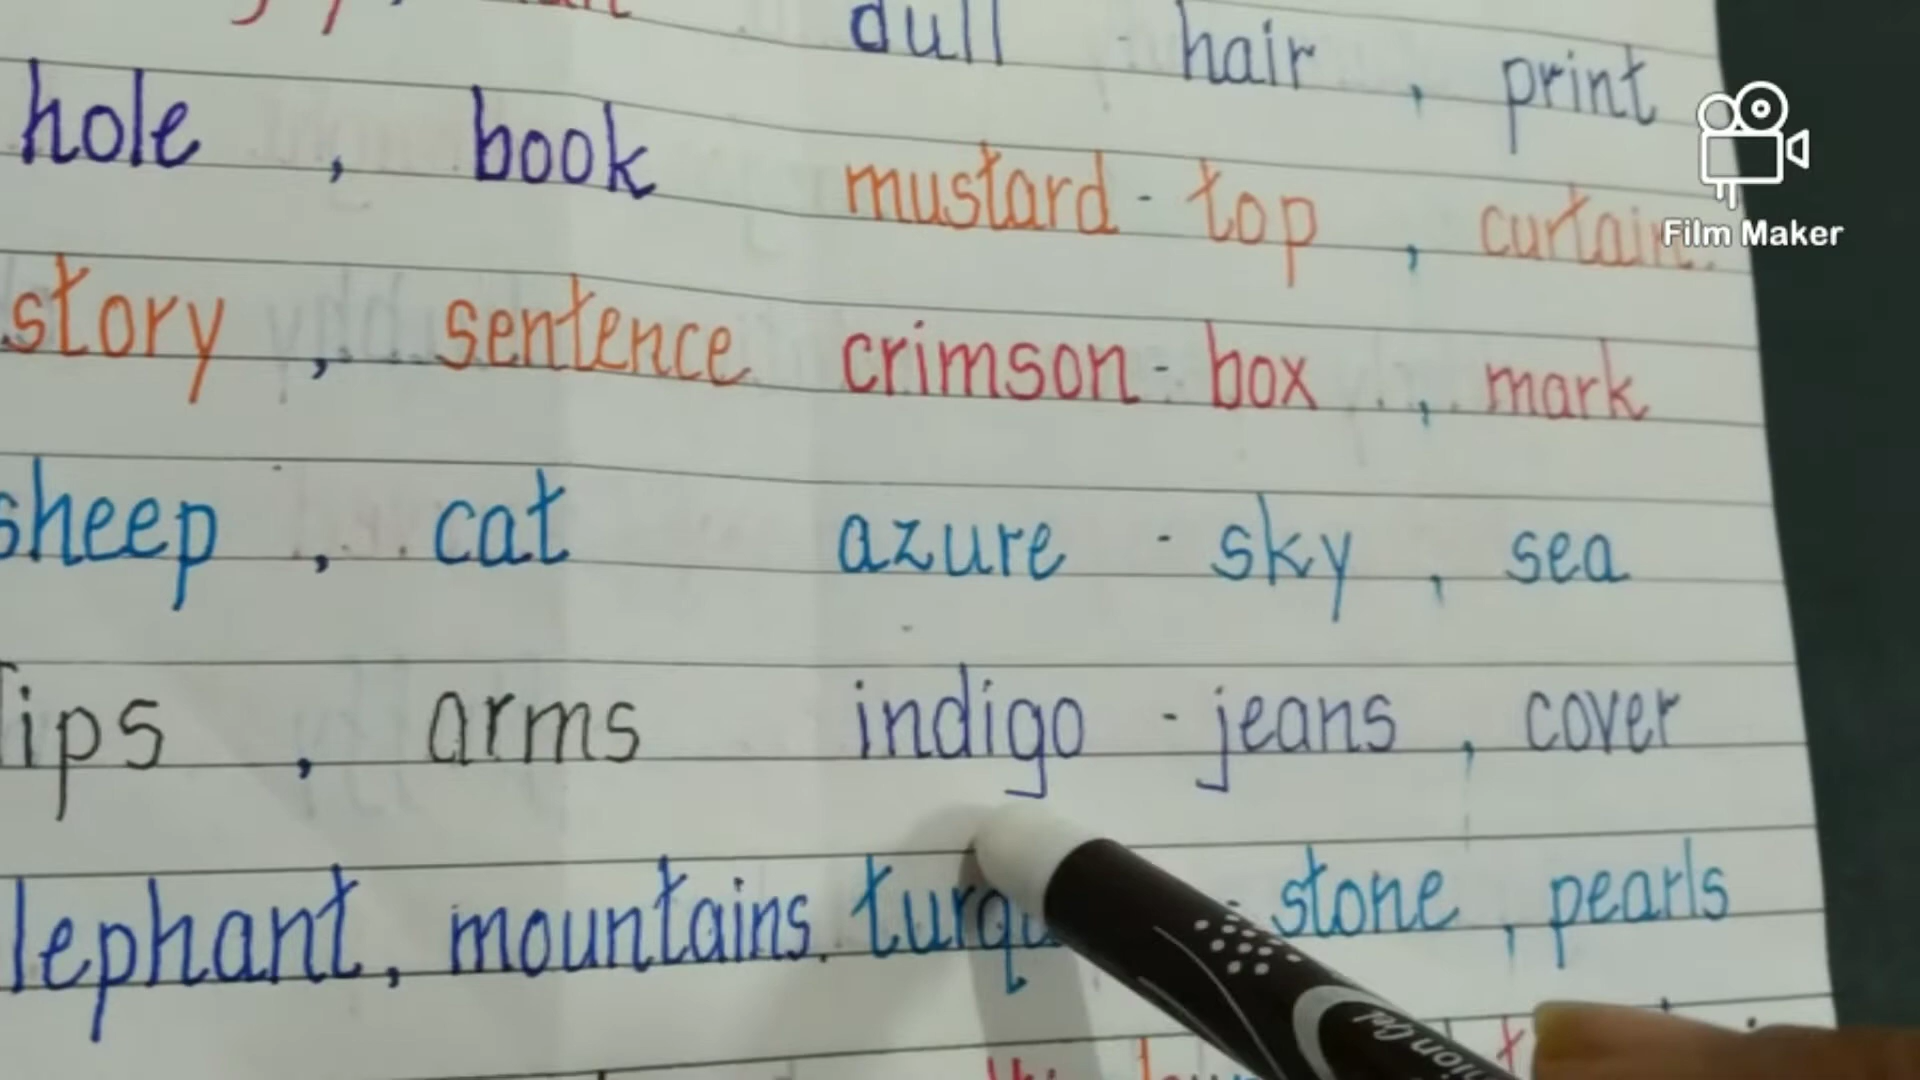 dull - hair , print
hole , book
mustard - top , curtain.
story , sentence
crimson - box , mark
sheep , cat
azure - sky , sea
lips , arms
indigo - jeans , cover
lephant, mountains.
stone , pearls
Film Maker